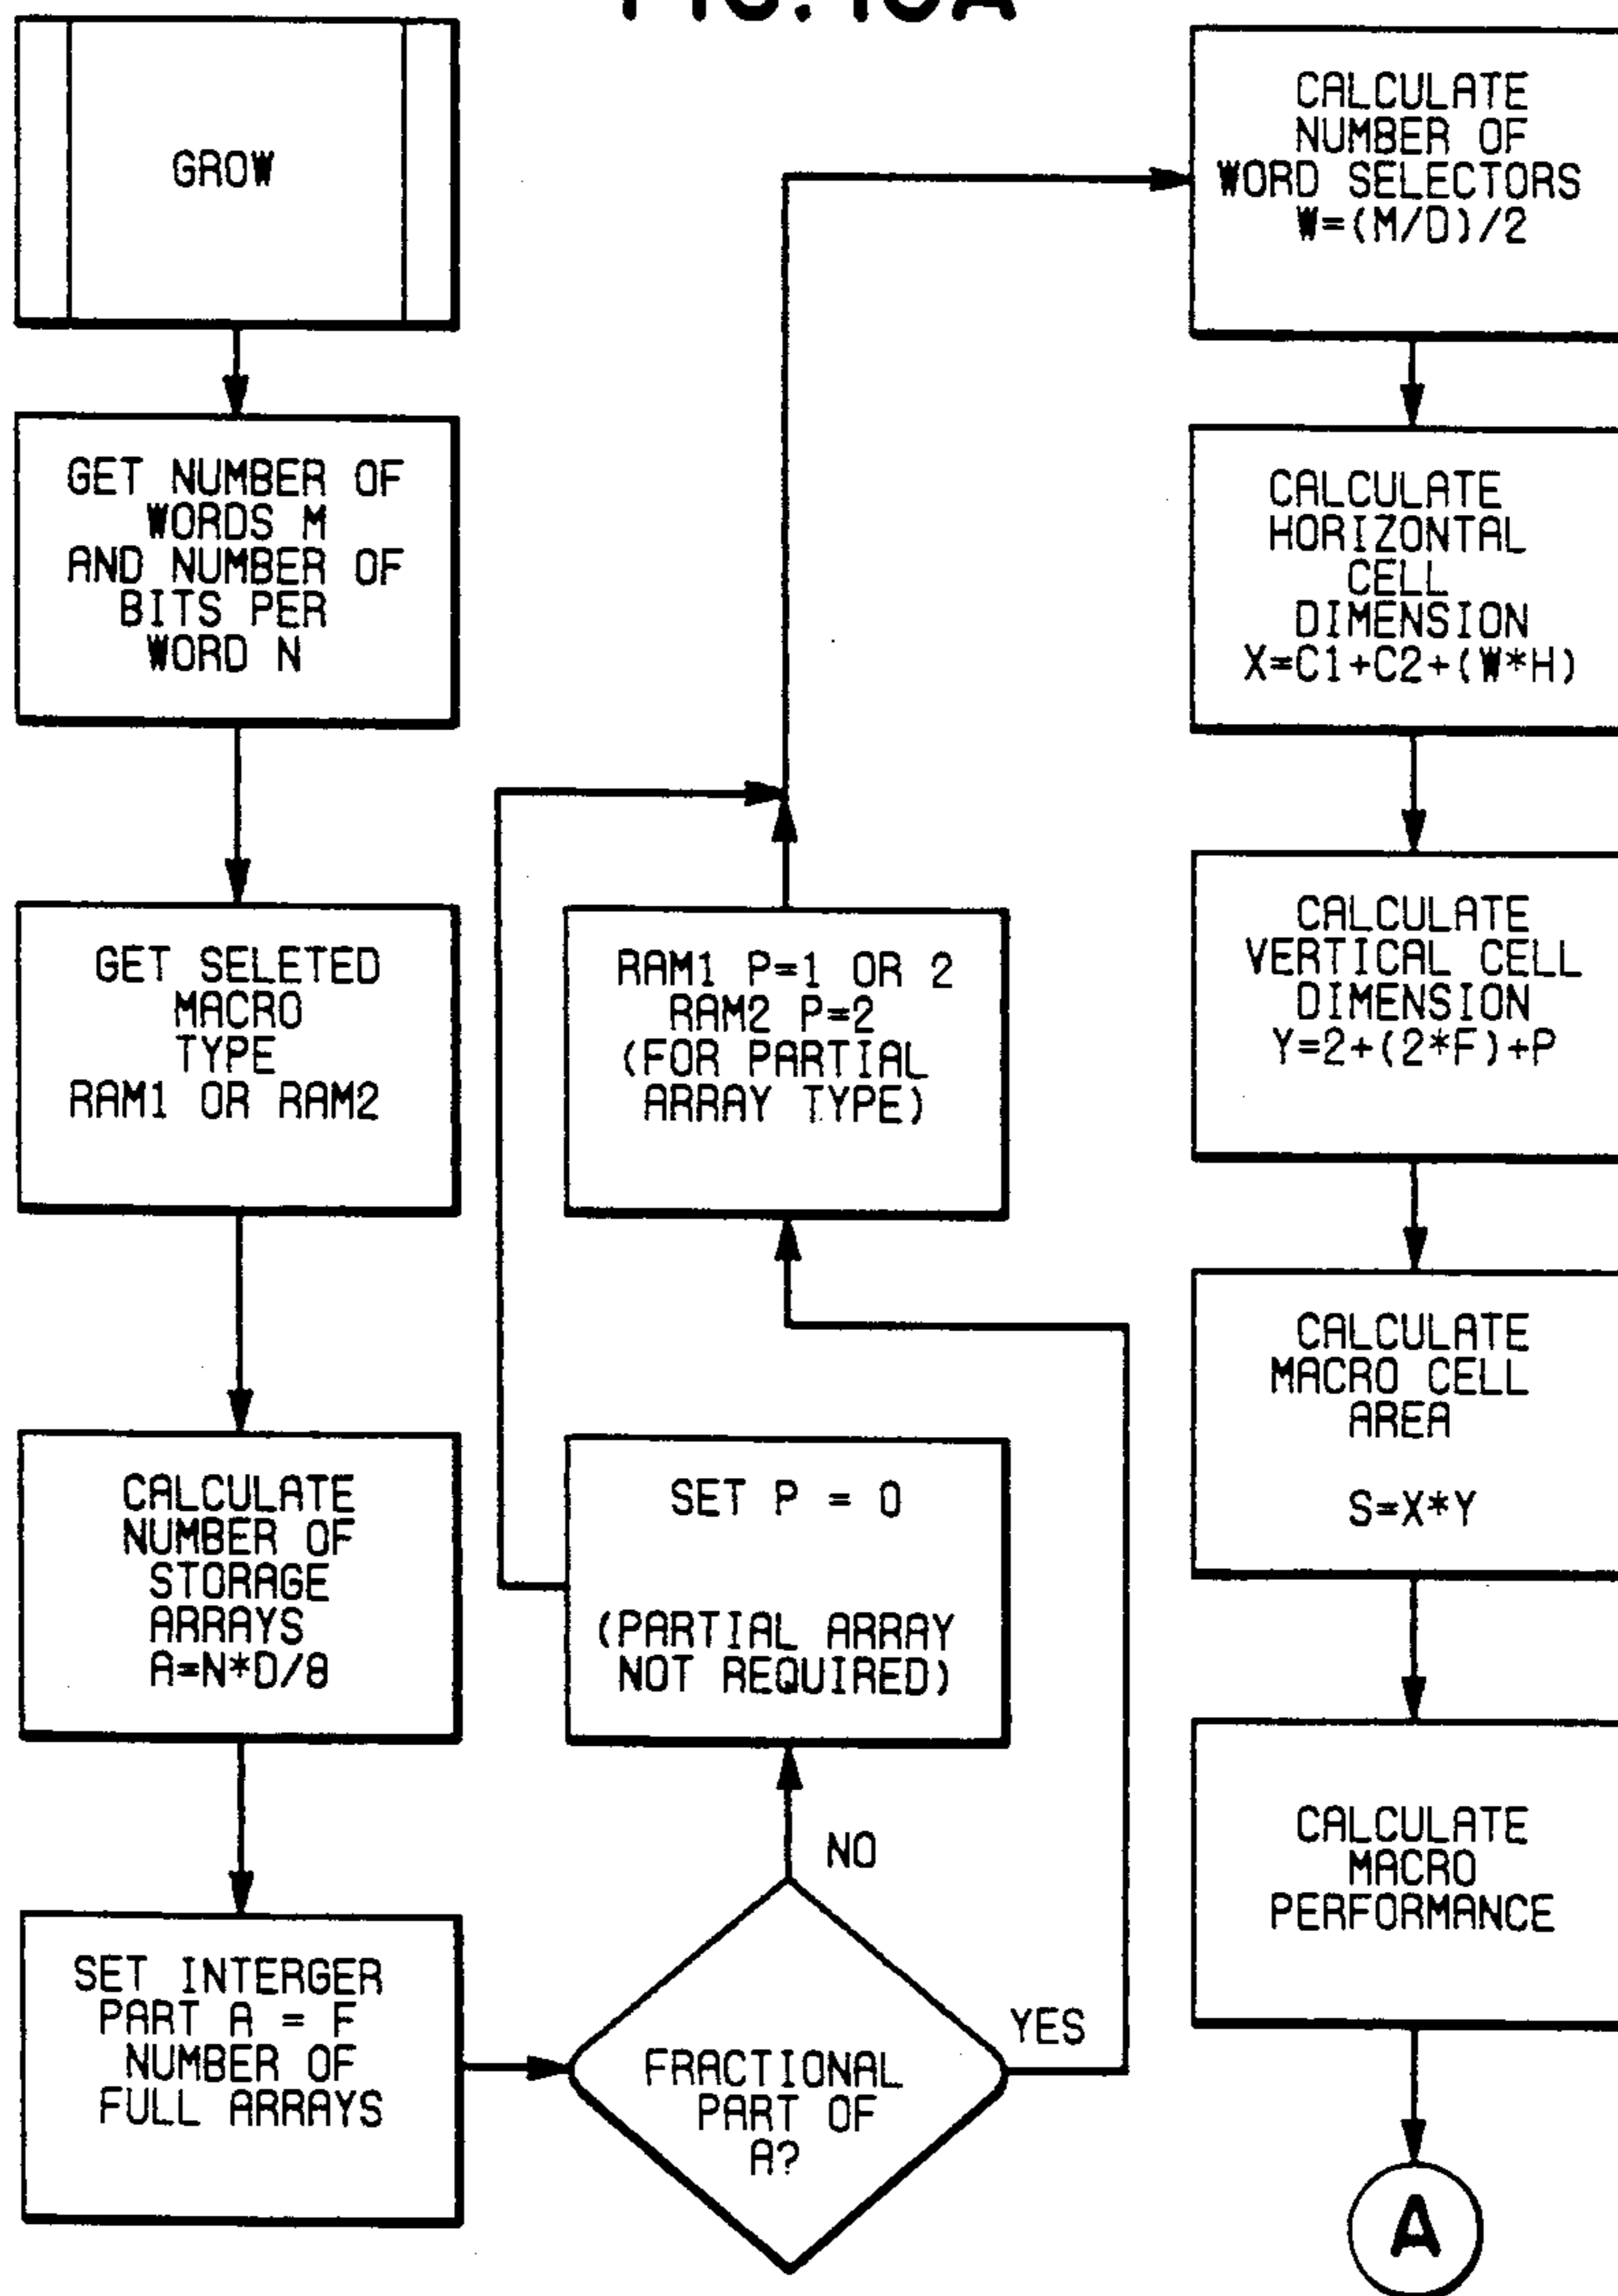 GROW
GET NUMBER OF
WORDS M
AND NUMBER OF
BITS PER
WORD N
GET SELETED
MACRO
TYPE
RAM1 OR RAM2
CALCULATE
NUMBER OF
STORAGE
ARRAYS
A=N*D/8
SET INTERGER
PART A = F
NUMBER OF
FULL ARRAYS
FRACTIONAL
PART OF
A?
NO
YES
SET P = 0
(PARTIAL ARRAY
NOT REQUIRED)
RAM1 P=1 OR 2
RAM2 P=2
(FOR PARTIAL
ARRAY TYPE)
CALCULATE
NUMBER OF
WORD SELECTORS
W=(M/D)/2
CALCULATE
HORIZONTAL
CELL
DIMENSION
X=C1+C2+(W*H)
CALCULATE
VERTICAL CELL
DIMENSION
Y=2+(2*F)+P
CALCULATE
MACRO CELL
AREA
S=X*Y
CALCULATE
MACRO
PERFORMANCE
A